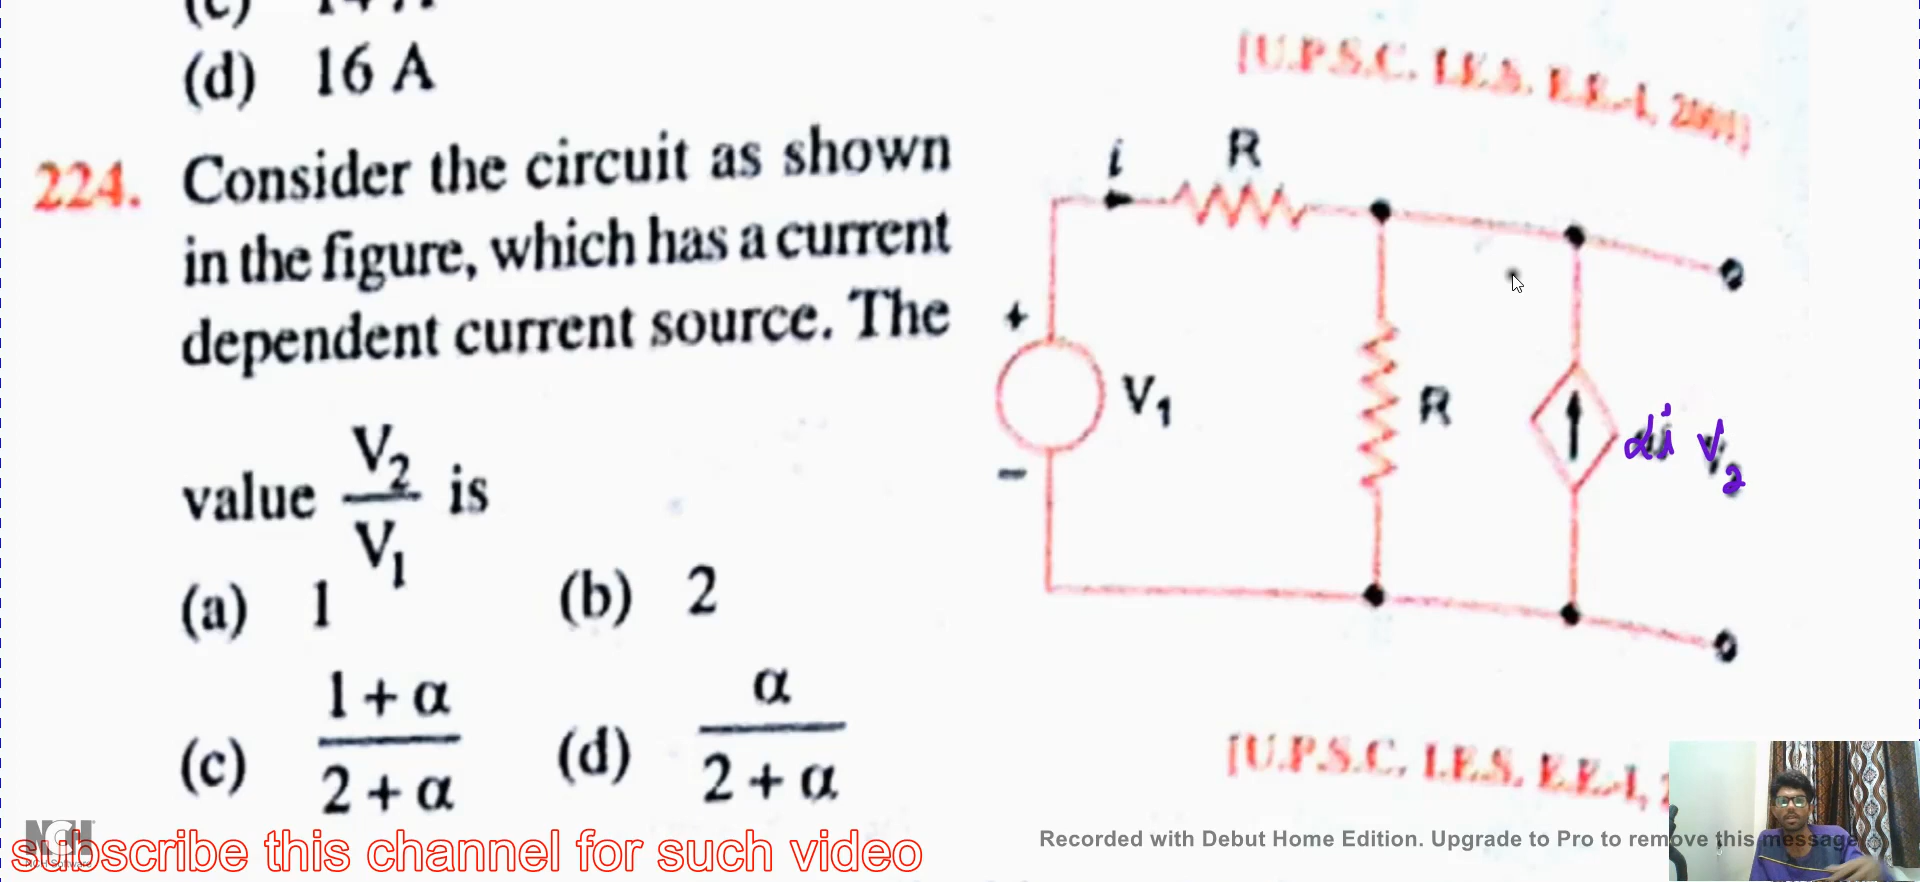 (d) 16 A
[U.P.S.C. I.E.S. E.E.-I,
224. Consider the circuit as shown
in the figure, which has a current
dependent current source. The
value V₂/V₁ is
(a) 1 (b) 2
(c) 1 + α/2 + α (d) α/2 + α
i R
+
V₁
−
R
αi V₂
[U.P.S.C. I.E.S. E.E.-I,
NCH
subscribe this channel for such video
Recorded with Debut Home Edition. Upgrade to Pro to remove this message